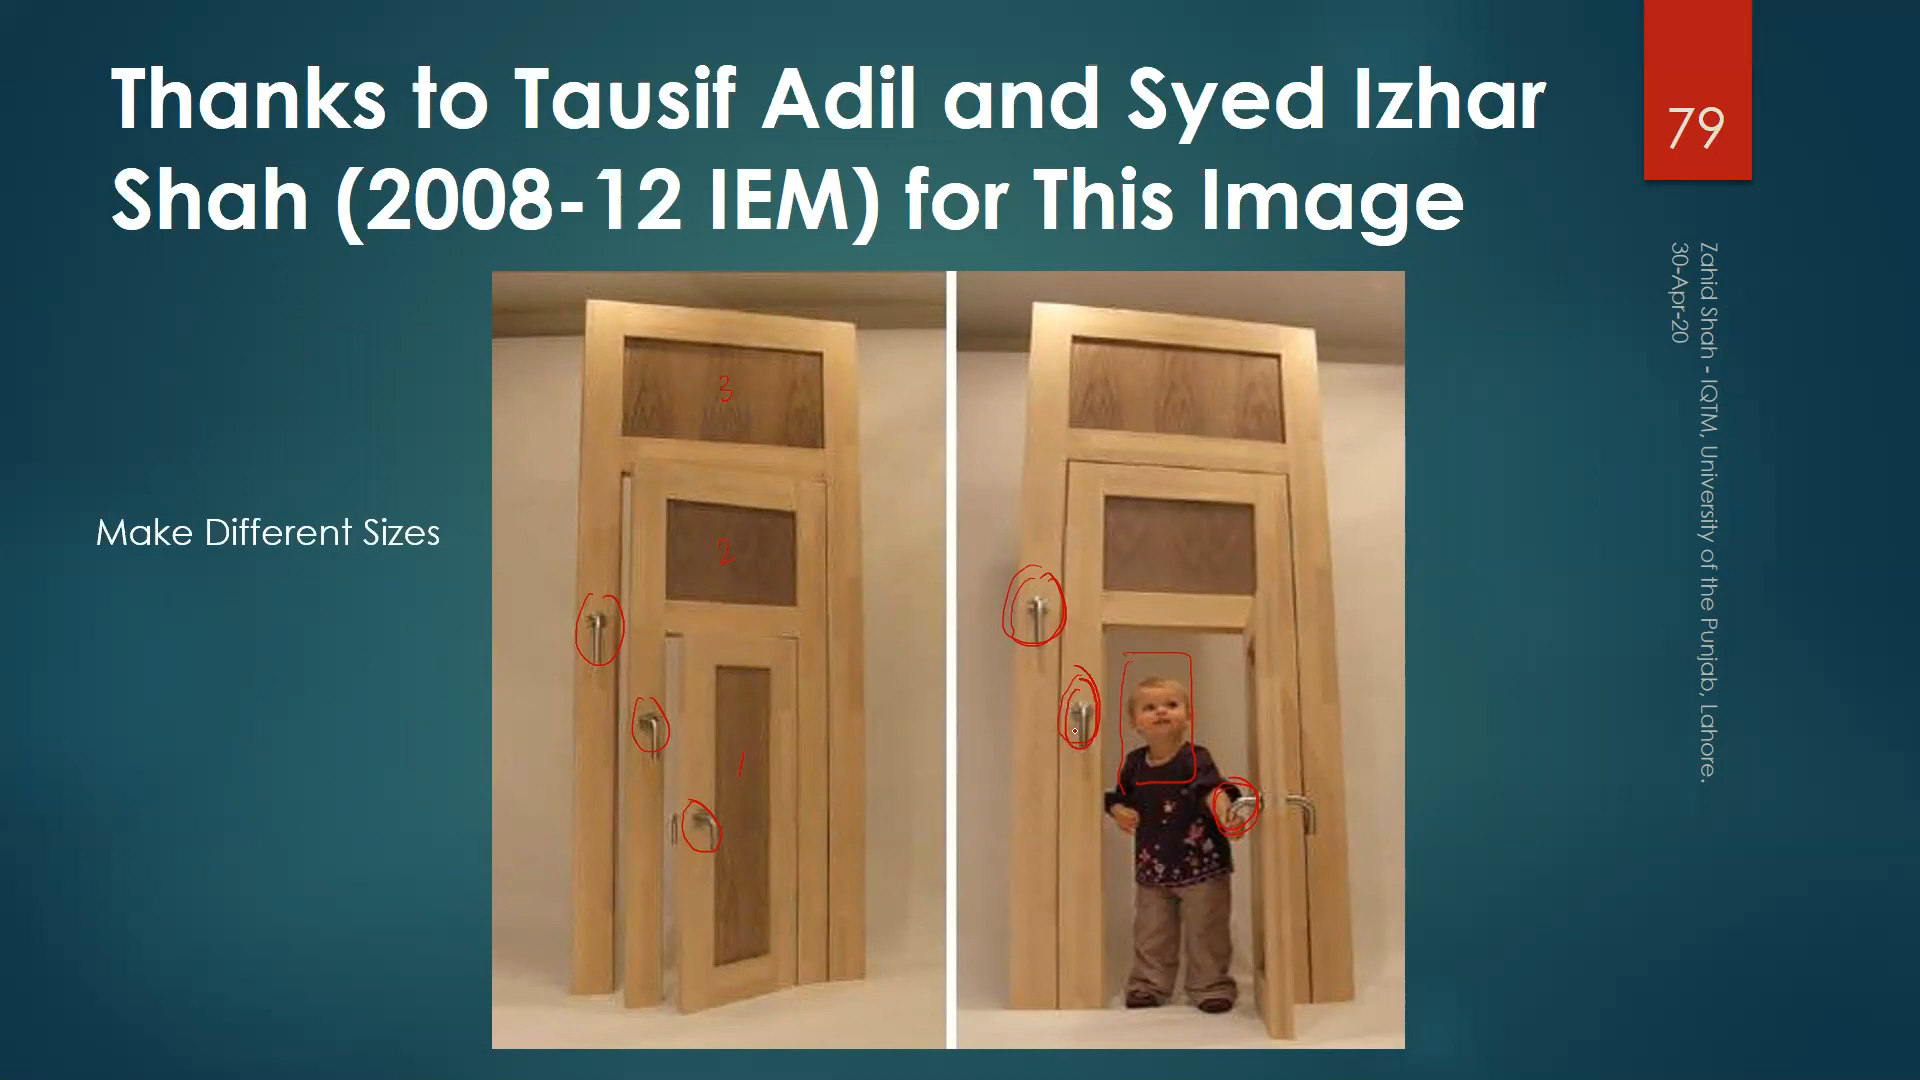 Thanks to Tausif Adil and Syed Izhar
Shah (2008-12 IEM) for This Image
79
Zahid Shah - IQTM, University of the Punjab, Lahore.
30-Apr-20
Make Different Sizes
3
2
1